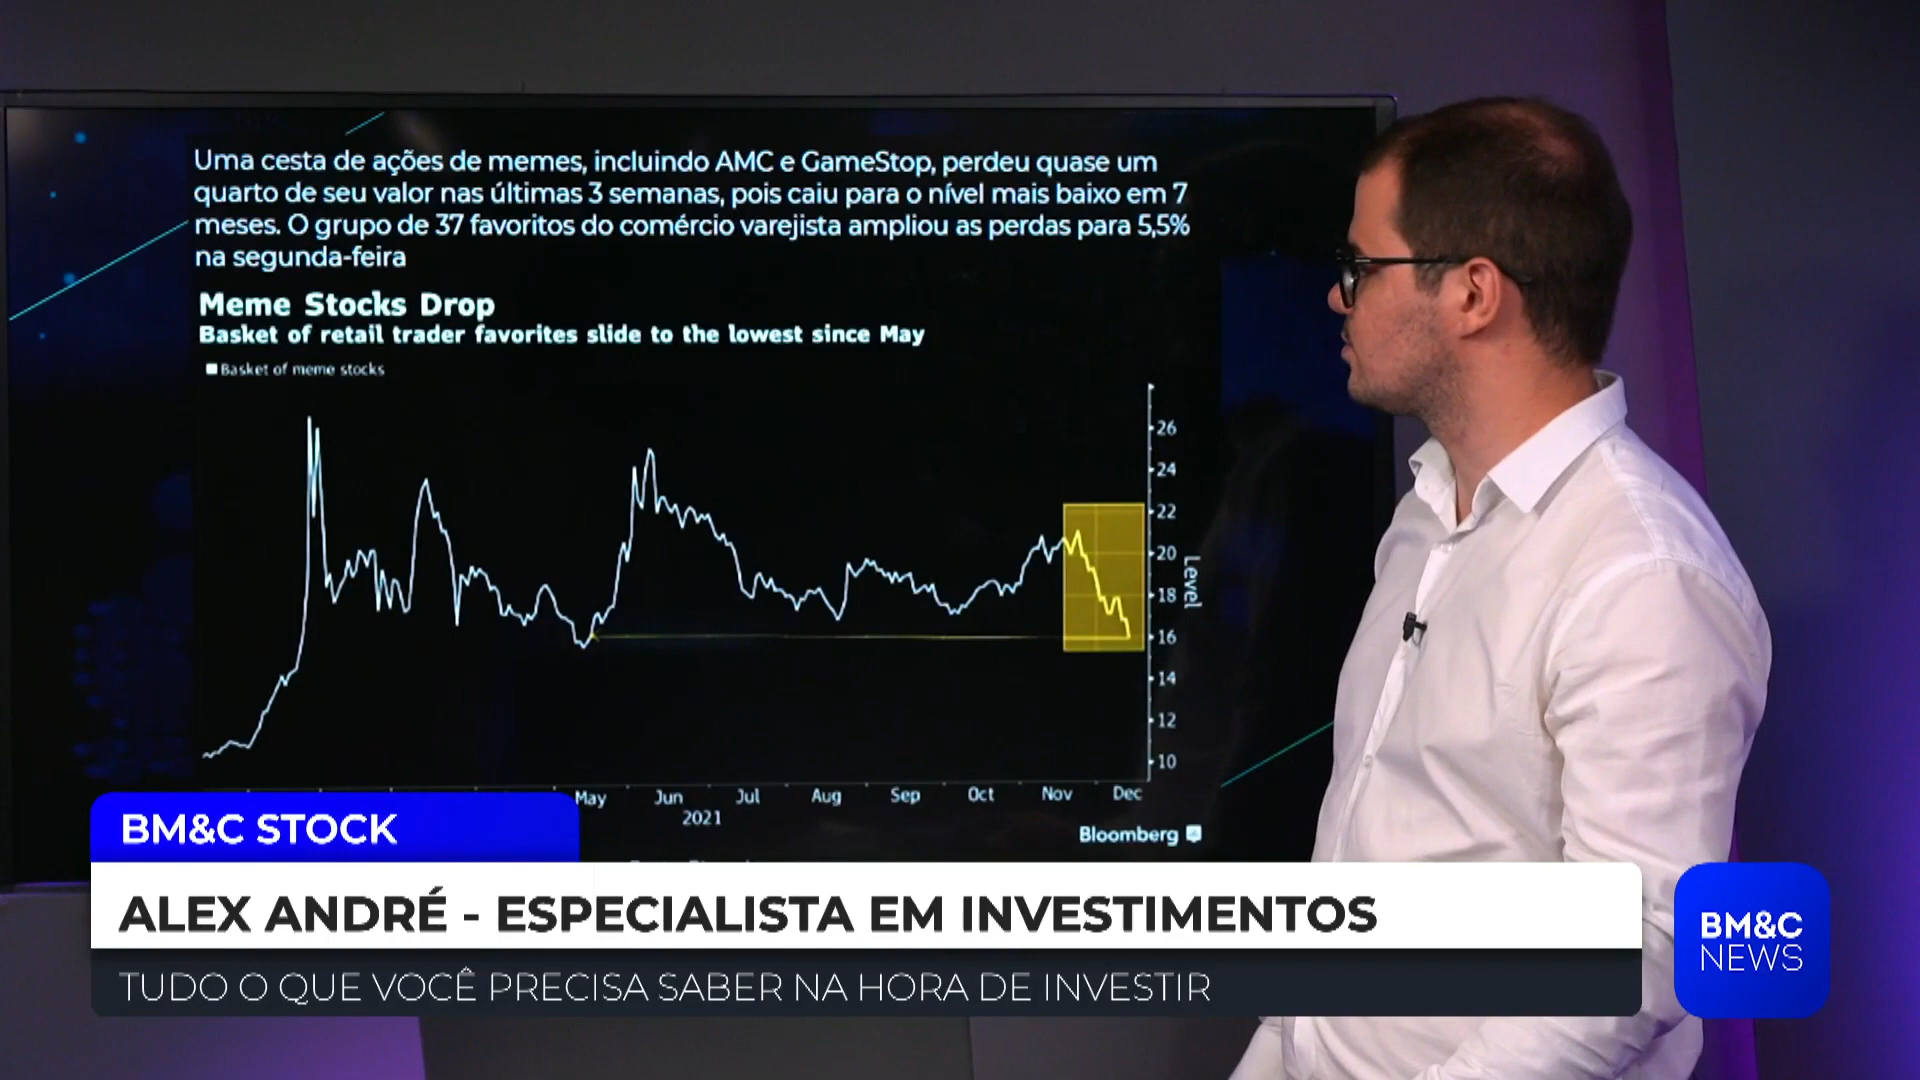 Uma cesta de ações de memes, incluindo AMC e GameStop, perdeu quase um
quarto de seu valor nas últimas 3 semanas, pois caiu para o nível mais baixo em 7
meses. O grupo de 37 favoritos do comércio varejista ampliou as perdas para 5,5%
na segunda-feira
Meme Stocks Drop
Basket of retail trader favorites slide to the lowest since May
Basket of meme stocks
26
24
22
20
18
16
14
12
10
Level
May Jun Jul Aug Sep Oct Nov Dec
2021
Bloomberg
BM&C STOCK
ALEX ANDRÉ - ESPECIALISTA EM INVESTIMENTOS
TUDO O QUE VOCÊ PRECISA SABER NA HORA DE INVESTIR
BM&C
NEWS